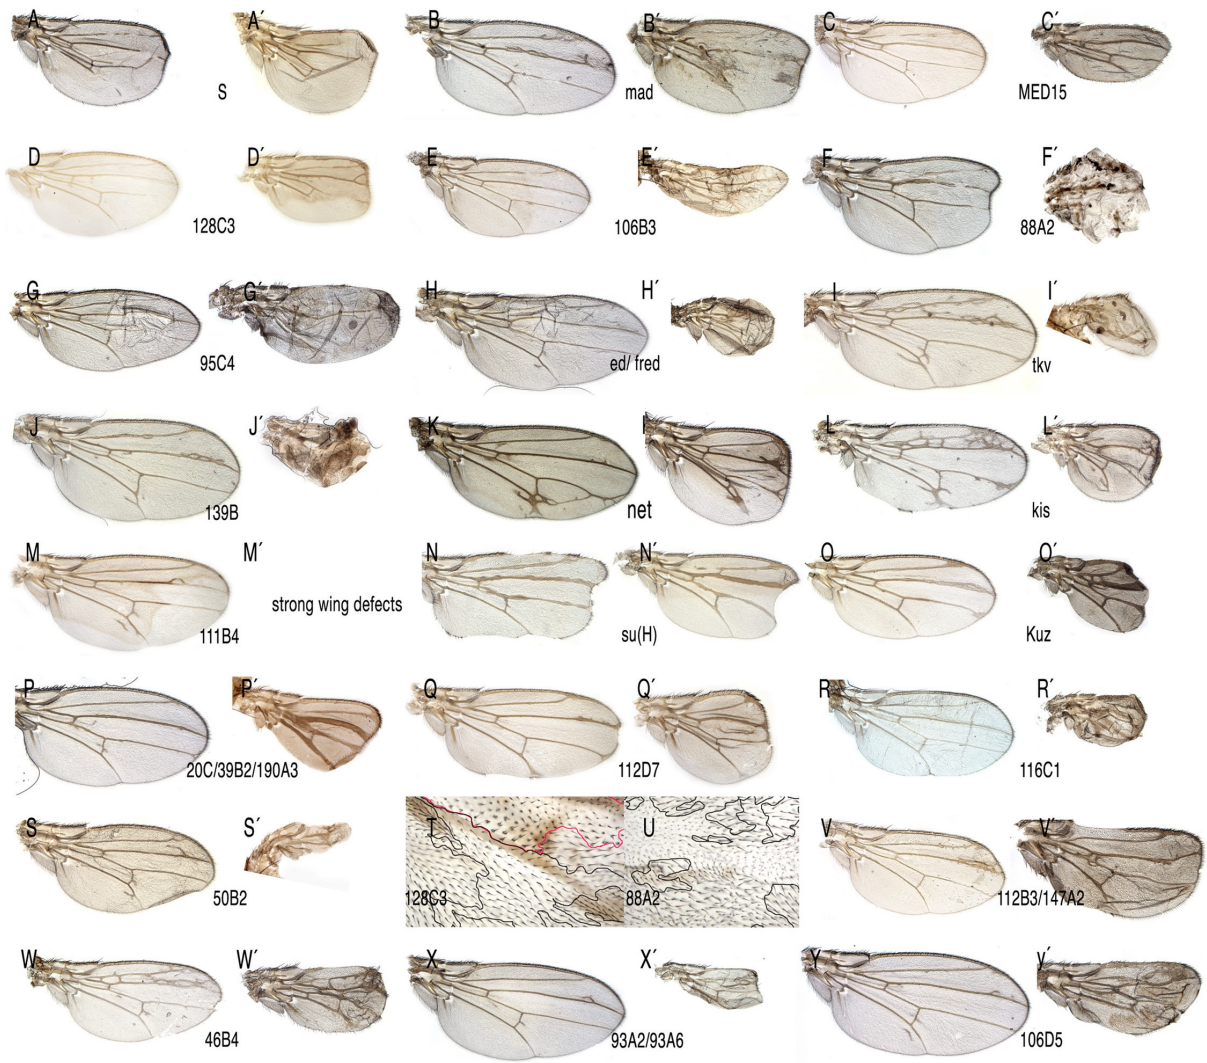 A A´ B B´ C C´
S mad MED15
D D´ E E´ F F´
128C3 106B3 88A2
G G´ H H´ I I´
95C4 ed/ fred tkv
J J´ K I L L´
139B net kis
M M´ N N´ O O´
strong wing defects
111B4 su(H) Kuz
P P´ Q Q´ R R´
20C/39B2/190A3 112D7 116C1
S S´ T U V V´
50B2 128C3 88A2 112B3/147A2
W W´ X X´ Y y´
46B4 93A2/93A6 106D5